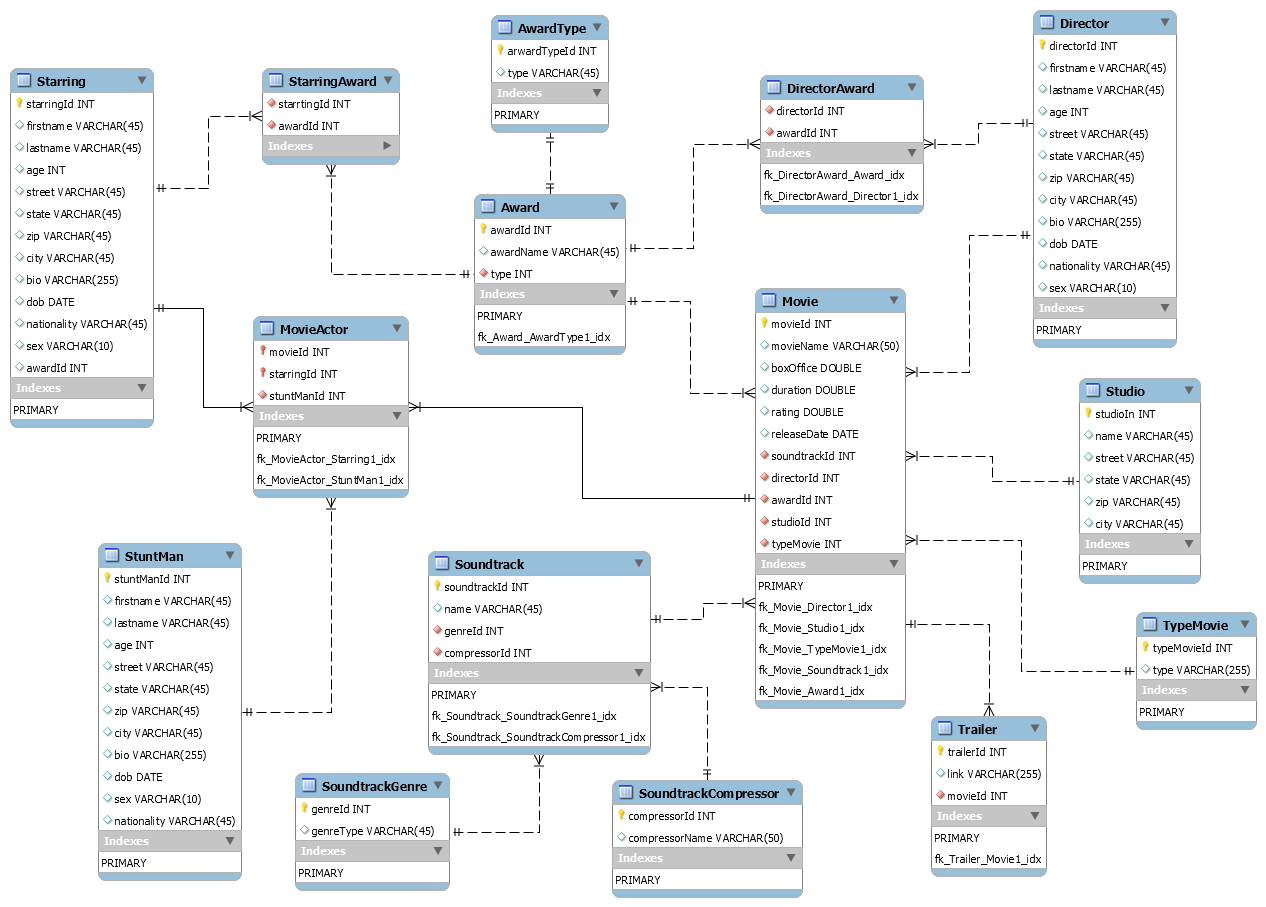 AwardType
arwardTypeId INT
type VARCHAR(45)
Indexes
PRIMARY
Director
directorId INT
firstname VARCHAR(45)
lastname VARCHAR(45)
age INT
street VARCHAR(45)
state VARCHAR(45)
zip VARCHAR(45)
city VARCHAR(45)
bio VARCHAR(255)
dob DATE
nationality VARCHAR(45)
sex VARCHAR(10)
Indexes
PRIMARY
Starring
starringId INT
firstname VARCHAR(45)
lastname VARCHAR(45)
age INT
street VARCHAR(45)
state VARCHAR(45)
zip VARCHAR(45)
city VARCHAR(45)
bio VARCHAR(255)
dob DATE
nationality VARCHAR(45)
sex VARCHAR(10)
awardId INT
Indexes
PRIMARY
StarringAward
starrtingId INT
awardId INT
Indexes
DirectorAward
directorId INT
awardId INT
Indexes
fk_DirectorAward_Award_idx
fk_DirectorAward_Director1_idx
Award
awardId INT
awardName VARCHAR(45)
type INT
Indexes
PRIMARY
fk_Award_AwardType1_idx
MovieActor
movieId INT
starringId INT
stuntManId INT
Indexes
PRIMARY
fk_MovieActor_Starring1_idx
fk_MovieActor_StuntMan1_idx
Movie
movieId INT
movieName VARCHAR(50)
boxOffice DOUBLE
duration DOUBLE
rating DOUBLE
releaseDate DATE
soundtrackId INT
directorId INT
awardId INT
studioId INT
typeMovie INT
Indexes
PRIMARY
fk_Movie_Director1_idx
fk_Movie_Studio1_idx
fk_Movie_TypeMovie1_idx
fk_Movie_Soundtrack1_idx
fk_Movie_Award1_idx
Studio
studioIn INT
name VARCHAR(45)
street VARCHAR(45)
state VARCHAR(45)
zip VARCHAR(45)
city VARCHAR(45)
Indexes
PRIMARY
StuntMan
stuntManId INT
firstname VARCHAR(45)
lastname VARCHAR(45)
age INT
street VARCHAR(45)
state VARCHAR(45)
zip VARCHAR(45)
city VARCHAR(45)
bio VARCHAR(255)
dob DATE
sex VARCHAR(10)
nationality VARCHAR(45)
Indexes
PRIMARY
Soundtrack
soundtrackId INT
name VARCHAR(45)
genreId INT
compressorId INT
Indexes
PRIMARY
fk_Soundtrack_SoundtrackGenre1_idx
fk_Soundtrack_SoundtrackCompressor1_idx
TypeMovie
typeMovieId INT
type VARCHAR(255)
Indexes
PRIMARY
Trailer
trailerId INT
link VARCHAR(255)
movieId INT
Indexes
PRIMARY
fk_Trailer_Movie1_idx
SoundtrackGenre
genreId INT
genreType VARCHAR(45)
Indexes
PRIMARY
SoundtrackCompressor
compressorId INT
compressorName VARCHAR(50)
Indexes
PRIMARY